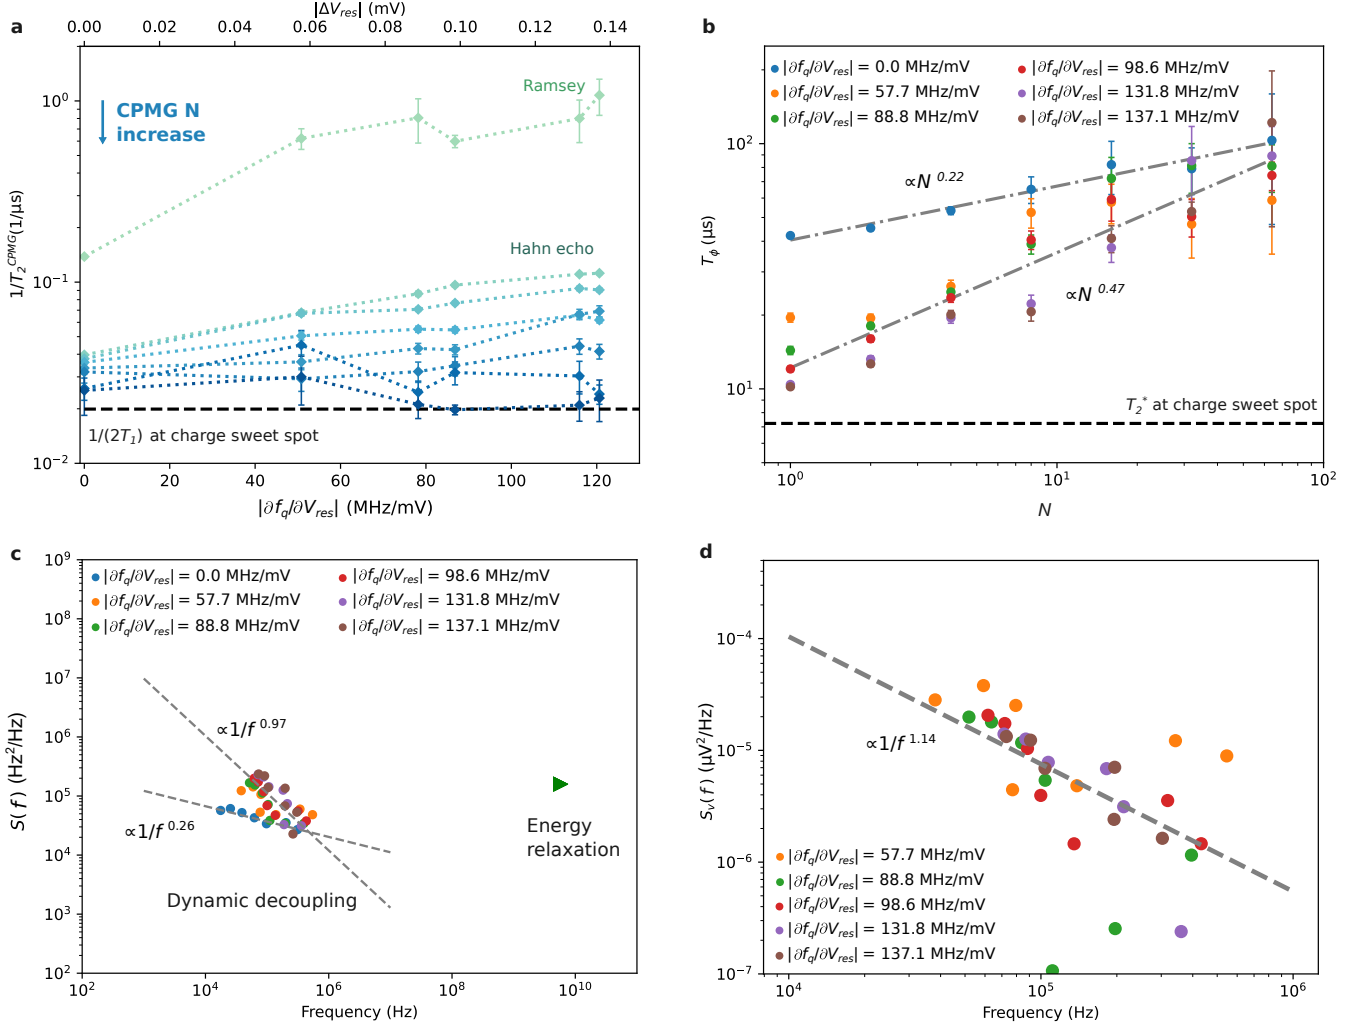 a
|ΔV_res| (mV)
0.00 0.02 0.04 0.06 0.08 0.10 0.12 0.14
10^0
10^-1
10^-2
1/T_2^CPMG (1/µs)
CPMG N
increase
Ramsey
Hahn echo
1/(2T_1) at charge sweet spot
0 20 40 60 80 100 120
|∂f_q/∂V_res| (MHz/mV)
b
|∂f_q/∂V_res| = 0.0 MHz/mV
|∂f_q/∂V_res| = 57.7 MHz/mV
|∂f_q/∂V_res| = 88.8 MHz/mV
|∂f_q/∂V_res| = 98.6 MHz/mV
|∂f_q/∂V_res| = 131.8 MHz/mV
|∂f_q/∂V_res| = 137.1 MHz/mV
10^2
10^1
T_ϕ (µs)
∝N^0.22
∝N^0.47
T_2^* at charge sweet spot
10^0 10^1 10^2
N
c
|∂f_q/∂V_res| = 0.0 MHz/mV
|∂f_q/∂V_res| = 57.7 MHz/mV
|∂f_q/∂V_res| = 88.8 MHz/mV
|∂f_q/∂V_res| = 98.6 MHz/mV
|∂f_q/∂V_res| = 131.8 MHz/mV
|∂f_q/∂V_res| = 137.1 MHz/mV
10^9
10^8
10^7
10^6
10^5
10^4
10^3
10^2
S(f) (Hz^2/Hz)
∝1/f^0.97
∝1/f^0.26
Energy
relaxation
Dynamic decoupling
10^2 10^4 10^6 10^8 10^10
Frequency (Hz)
d
10^-4
10^-5
10^-6
10^-7
S_v(f) (µV^2/Hz)
∝1/f^1.14
|∂f_q/∂V_res| = 57.7 MHz/mV
|∂f_q/∂V_res| = 88.8 MHz/mV
|∂f_q/∂V_res| = 98.6 MHz/mV
|∂f_q/∂V_res| = 131.8 MHz/mV
|∂f_q/∂V_res| = 137.1 MHz/mV
10^4 10^5 10^6
Frequency (Hz)